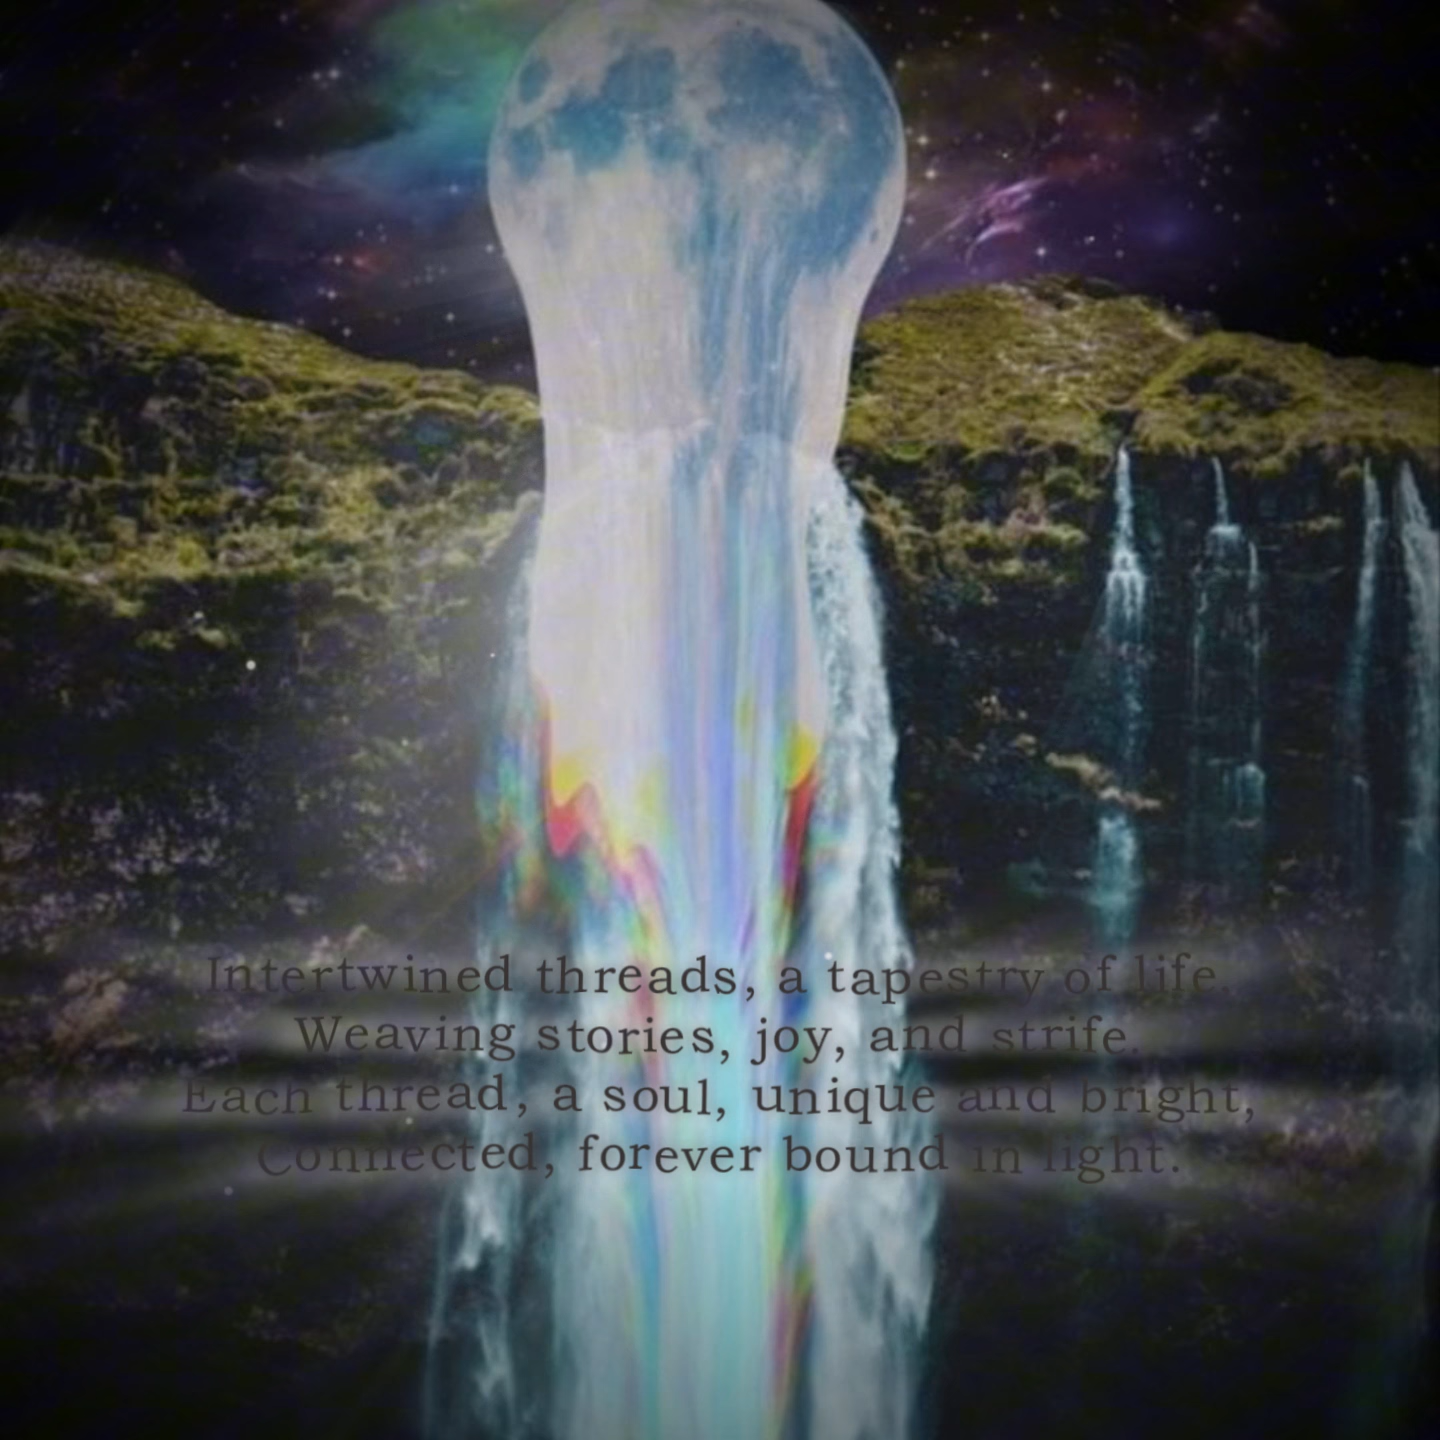 Intertwined threads, a tapestry of life.
Weaving stories, joy, and strife.
Each thread, a soul, unique and bright,
Connected, forever bound in light.